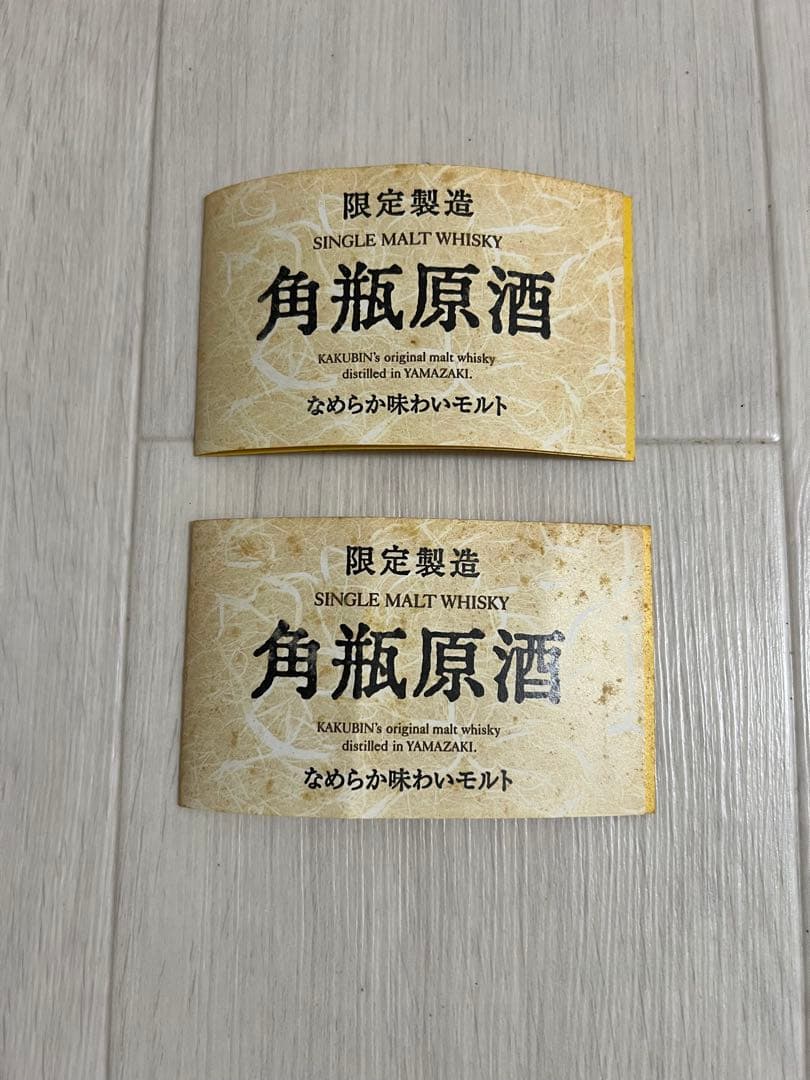 限定製造
SINGLE MALT WHISKY
角瓶原酒
KAKUBIN's original malt whisky
distilled in YAMAZAKI.
なめらか味わいモルト
限定製造
SINGLE MALT WHISKY
角瓶原酒
KAKUBIN's original malt whisky
distilled in YAMAZAKI.
なめらか味わいモルト